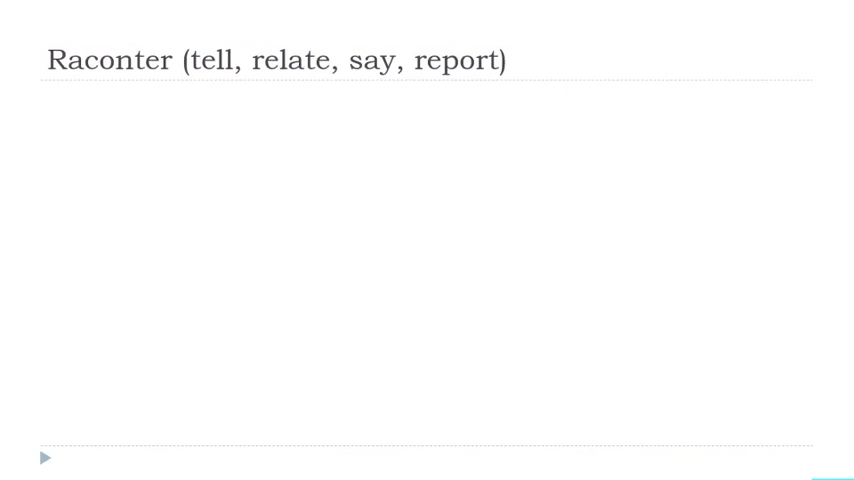 Raconter (tell, relate, say, report)